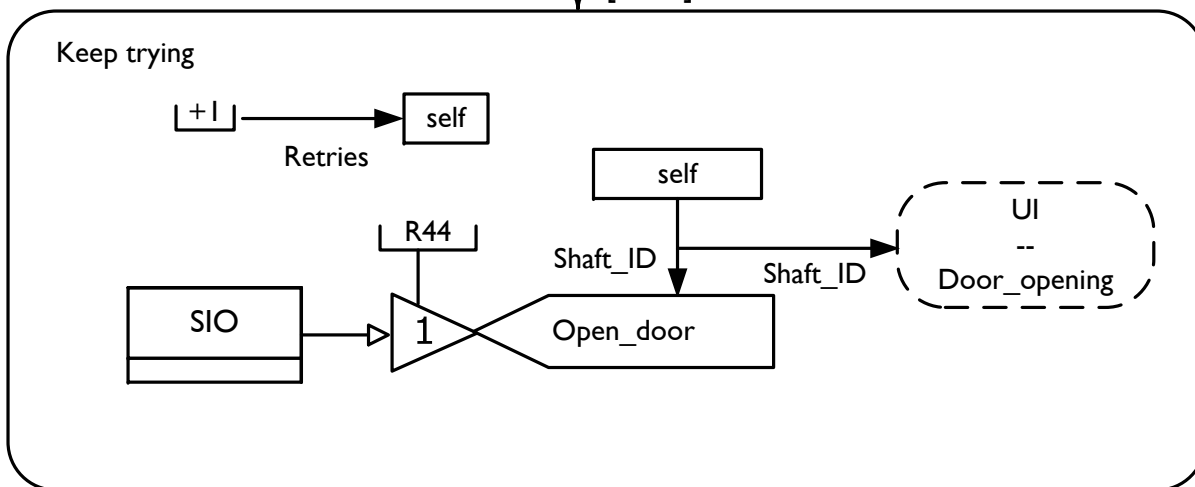 Keep trying
+1
self
Retries
self
R44
Shaft_ID
Shaft_ID
UI
--
Door_opening
SIO
1
Open_door